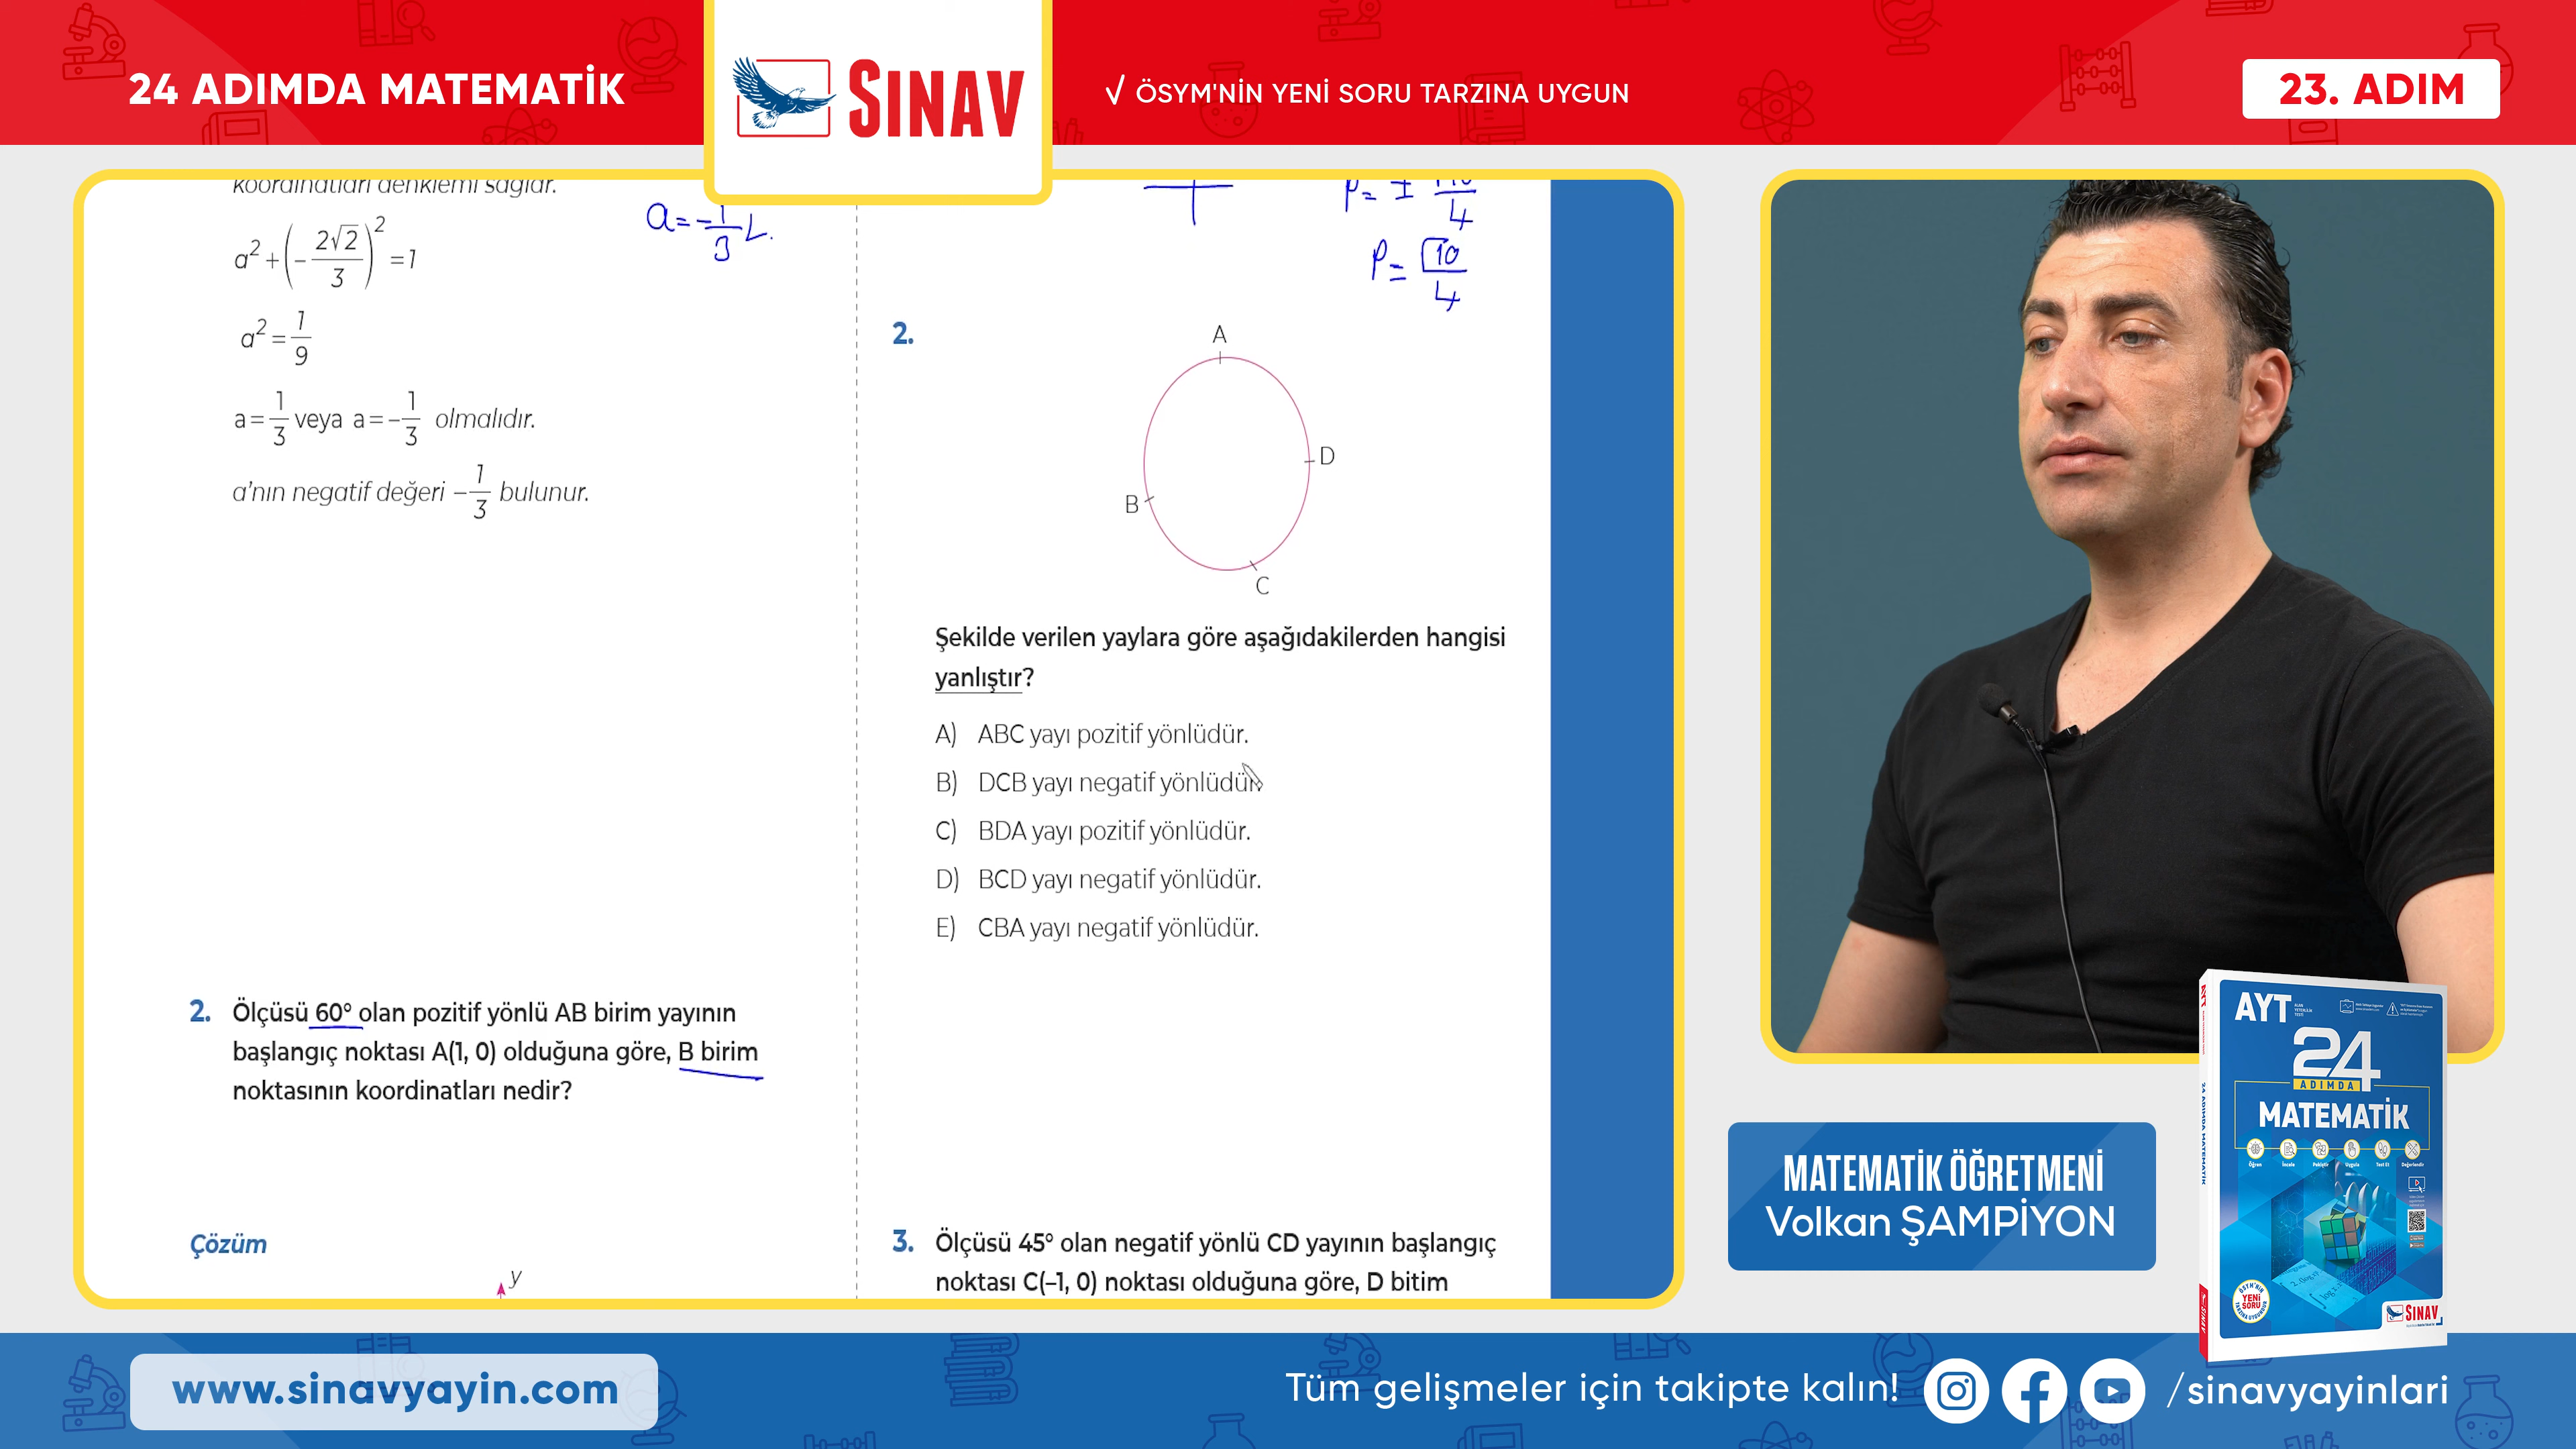 24 ADIMDA MATEMATİK
SINAV
√ ÖSYM'NİN YENİ SORU TARZINA UYGUN
23. ADIM
koordinatları denklemi sağlar.
a² + (-2√2/3)² = 1
a² = 1/9
a = 1/3 veya a = -1/3 olmalıdır.
a'nın negatif değeri -1/3 bulunur.
a = -1/3
2. Ölçüsü 60° olan pozitif yönlü AB birim yayının
başlangıç noktası A(1, 0) olduğuna göre, B birim
noktasının koordinatları nedir?
Çözüm
y
P = ± √10/4
P = √10/4
2.
A
D
B
C
Şekilde verilen yaylara göre aşağıdakilerden hangisi
yanlıştır?
A) ABC yayı pozitif yönlüdür.
B) DCB yayı negatif yönlüdür.
C) BDA yayı pozitif yönlüdür.
D) BCD yayı negatif yönlüdür.
E) CBA yayı negatif yönlüdür.
3. Ölçüsü 45° olan negatif yönlü CD yayının başlangıç
noktası C(–1, 0) noktası olduğuna göre, D bitim
MATEMATİK ÖĞRETMENİ
Volkan ŞAMPİYON
AYT
24
ADIMDA
MATEMATİK
YENİ
SORU
SINAV
www.sinavyayin.com
Tüm gelişmeler için takipte kalın!
/sinavyayinlari